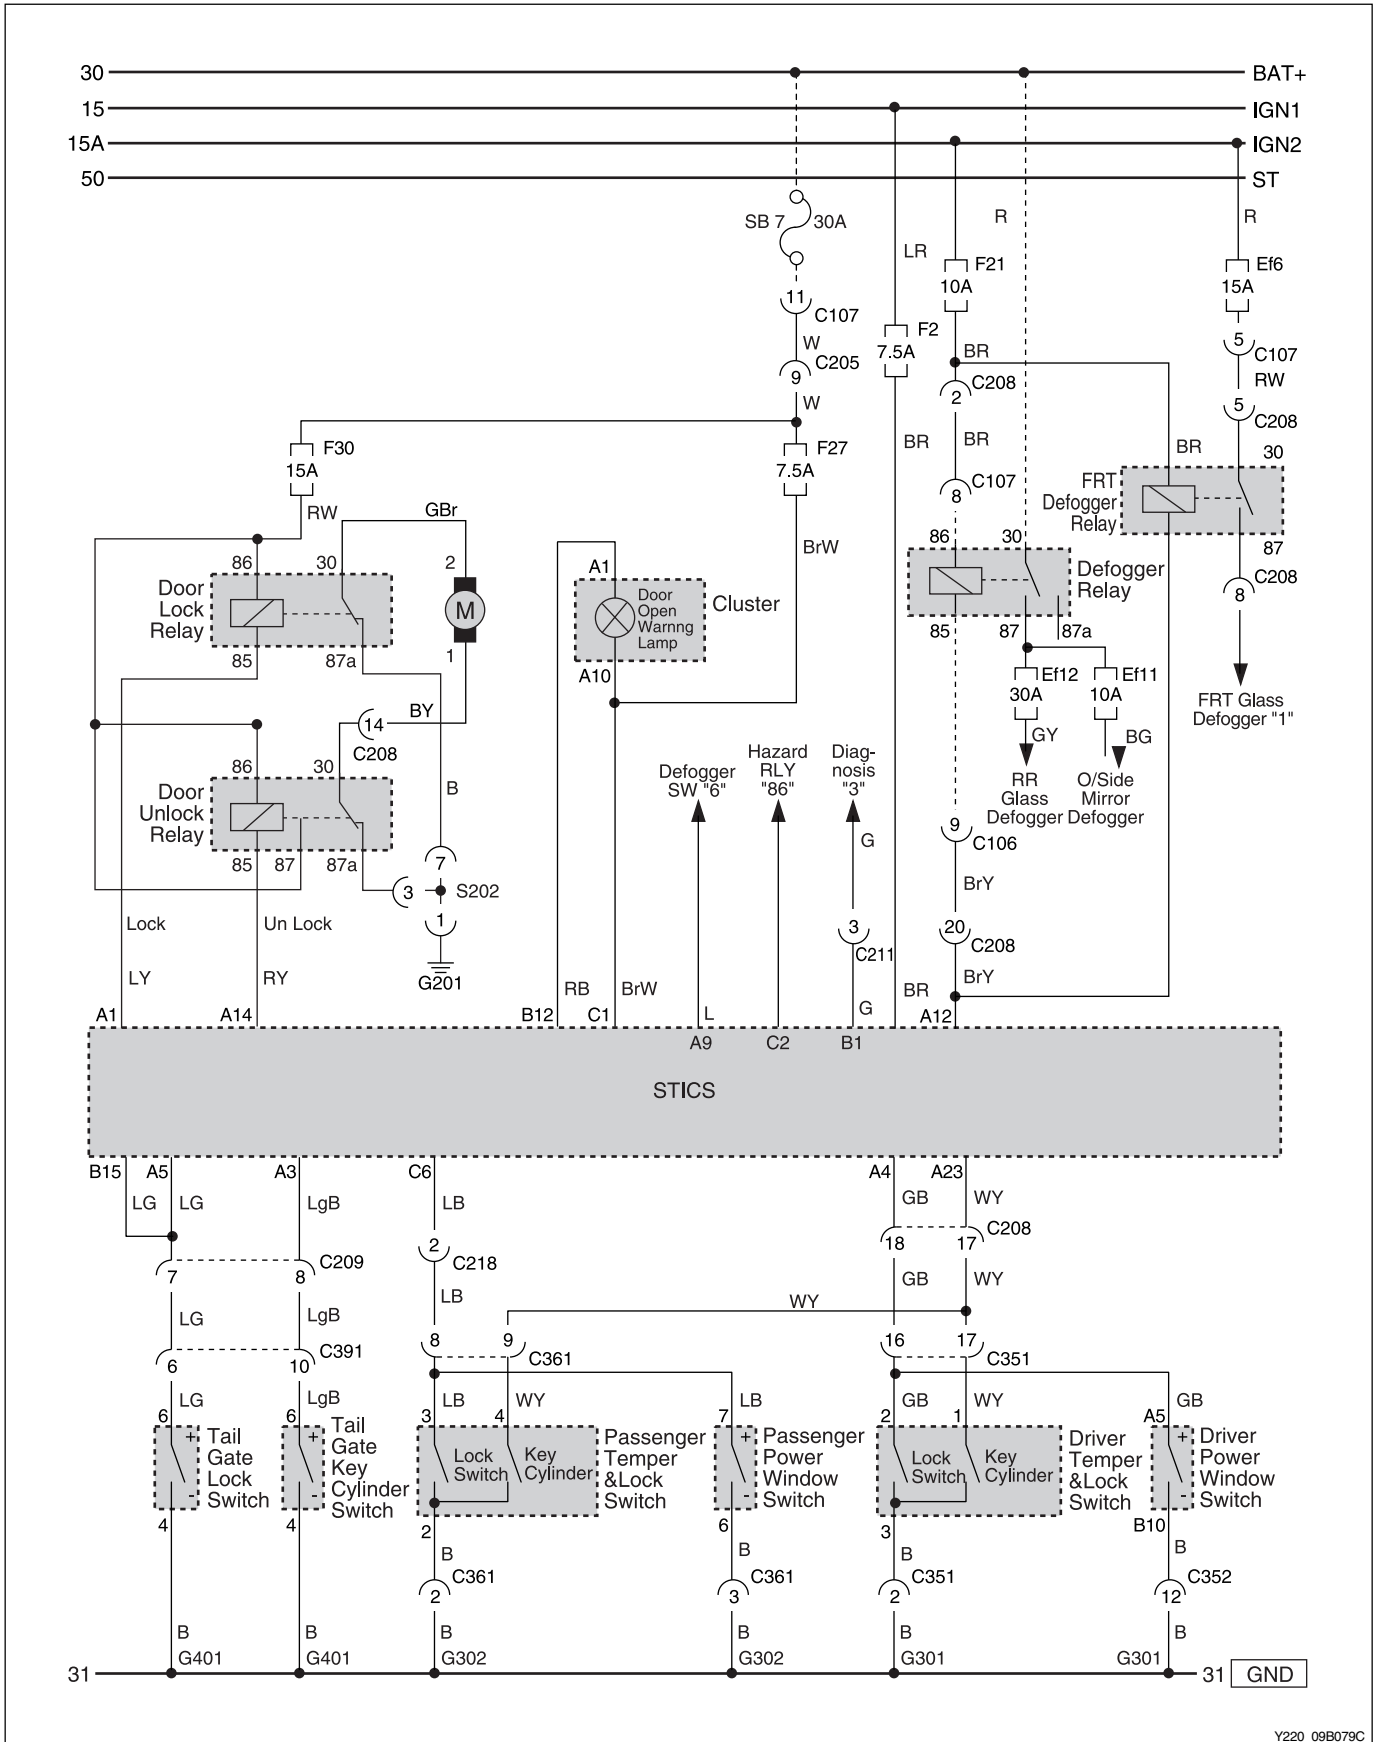 30 BAT+
15 IGN1
15A IGN2
50 ST
SB 7 30A
R
R
LR
F21
10A
Ef6
15A
11
C107
W
C205
9
W
F2
7.5A
BR
C208
2
5
C107
RW
5
C208
F30
15A
F27
7.5A
BR
BR
BR
30
C107
8
FRT
Defogger
Relay
RW
GBr
BrW
86
30
87
C208
8
86
30
2
Door
Lock
Relay
M
A1
Door
Open
Warnng
Lamp
Cluster
Defogger
Relay
85
87a
1
A10
85
87
87a
Ef12
30A
Ef11
10A
FRT Glass
Defogger "1"
BY
14
C208
GY
BG
86
30
Door
Unlock
Relay
B
Defogger
SW "6"
Hazard
RLY
"86"
Diag-
nosis
"3"
RR
Glass
Defogger
O/Side
Mirror
Defogger
85
87
87a
7
G
9
C106
3
S202
BrY
Lock
Un Lock
1
3
C211
20
C208
LY
RY
G201
RB
BrW
BR
BrY
A1
A14
B12
C1
L
G
A12
A9
C2
B1
STICS
B15
A5
A3
C6
A4
A23
LG
LG
LgB
LB
GB
WY
C208
2
C218
18
17
C209
7
8
LB
GB
WY
WY
LG
LgB
8
9
C361
16
17
C351
C391
6
10
LG
LgB
LB
WY
LB
GB
WY
GB
6
6
3
4
7
2
1
A5
+
-
Tail
Gate
Lock
Switch
+
-
Tail
Gate
Key
Cylinder
Switch
Lock
Switch
Key
Cylinder
Passenger
Temper
&Lock
Switch
+
-
Passenger
Power
Window
Switch
Lock
Switch
Key
Cylinder
Driver
Temper
&Lock
Switch
+
-
Driver
Power
Window
Switch
4
4
2
6
3
B10
B
B
B
B
C361
2
C361
3
C351
2
C352
12
B
B
B
B
B
B
G401
G401
G302
G302
G301
G301
31
31 GND
Y220_09B079C